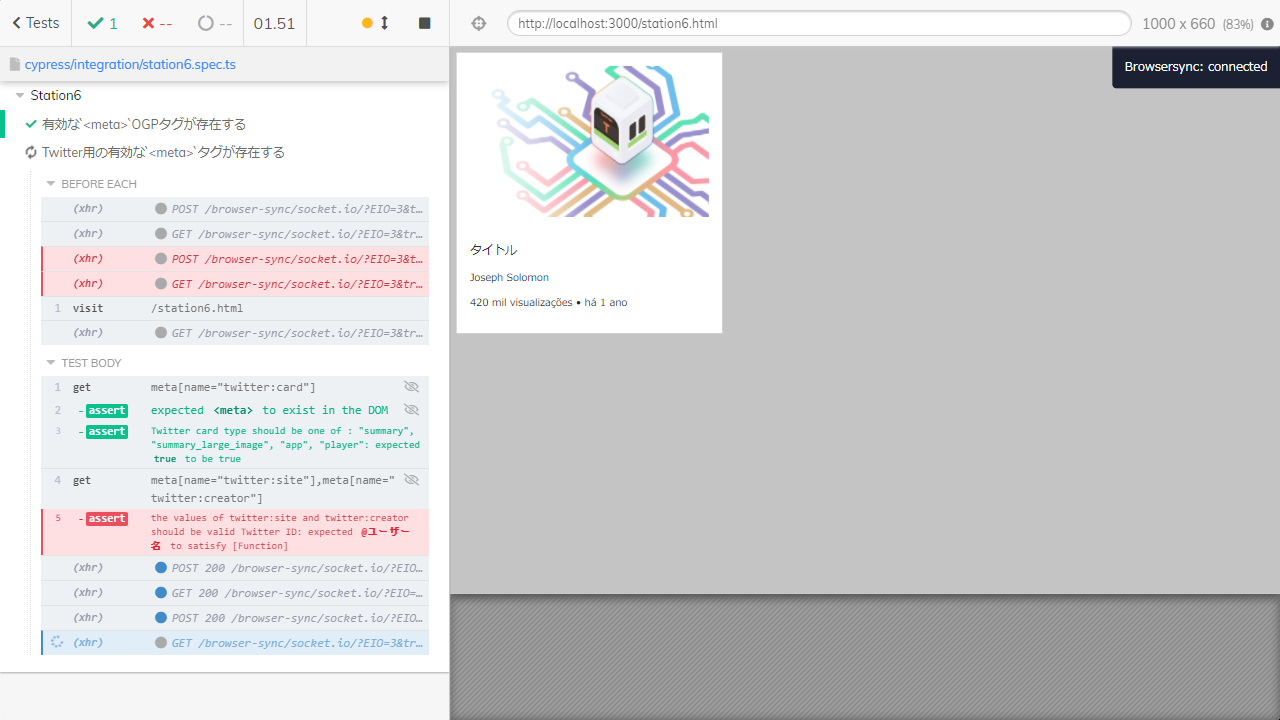 Tests
1
--
--
01.51
http://localhost:3000/station6.html
1000 x 660 (83%)
cypress/integration/station6.spec.ts
Browsersync: connected
Station6
有効な`<meta>`OGPタグが存在する
Twitter用の有効な`<meta>`タグが存在する
BEFORE EACH
(xhr) POST /browser-sync/socket.io/?EIO=3&t…
(xhr) GET /browser-sync/socket.io/?EIO=3&tr…
(xhr) POST /browser-sync/socket.io/?EIO=3&t…
(xhr) GET /browser-sync/socket.io/?EIO=3&tr…
1 visit /station6.html
(xhr) GET /browser-sync/socket.io/?EIO=3&tr…
TEST BODY
1 get meta[name="twitter:card"]
2 -assert expected <meta> to exist in the DOM
3 -assert Twitter card type should be one of : "summary",
"summary_large_image", "app", "player": expected
true to be true
4 get meta[name="twitter:site"],meta[name="
twitter:creator"]
5 -assert the values of twitter:site and twitter:creator
should be valid Twitter ID: expected @ユーザー
名 to satisfy [Function]
(xhr) POST 200 /browser-sync/socket.io/?EIO…
(xhr) GET 200 /browser-sync/socket.io/?EIO=…
(xhr) POST 200 /browser-sync/socket.io/?EIO…
(xhr) GET /browser-sync/socket.io/?EIO=3&tr…
T
タイトル
Joseph Solomon
420 mil visualizações • há 1 ano